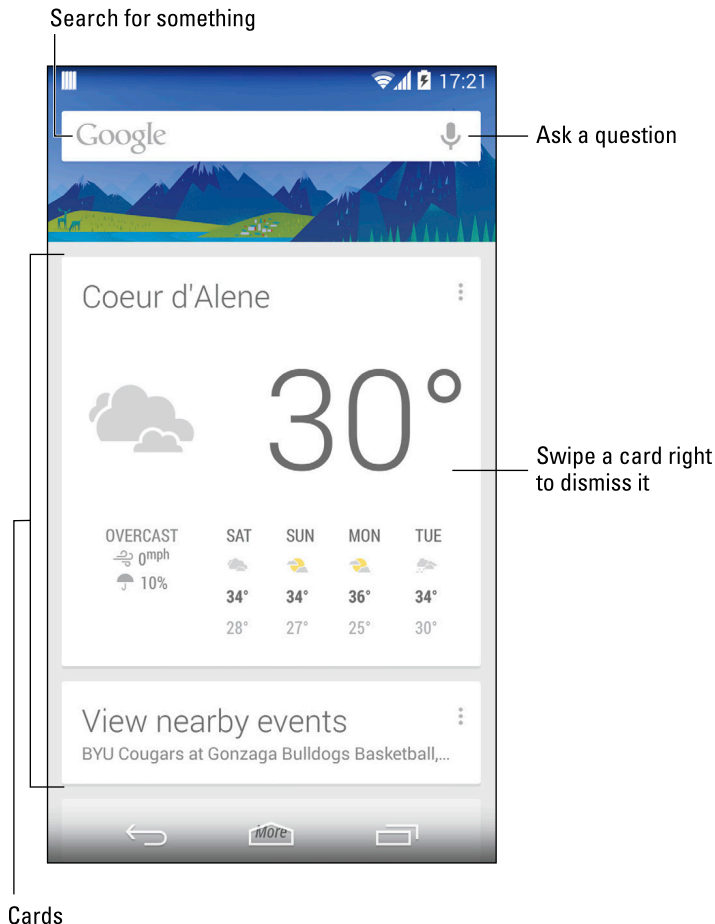 Search for something
17:21
Google
Ask a question
Coeur d'Alene
30°
Swipe a card right
to dismiss it
OVERCAST SAT SUN MON TUE
0mph
10%
34° 34° 36° 34°
28° 27° 25° 30°
View nearby events
BYU Cougars at Gonzaga Bulldogs Basketball,...
More
Cards